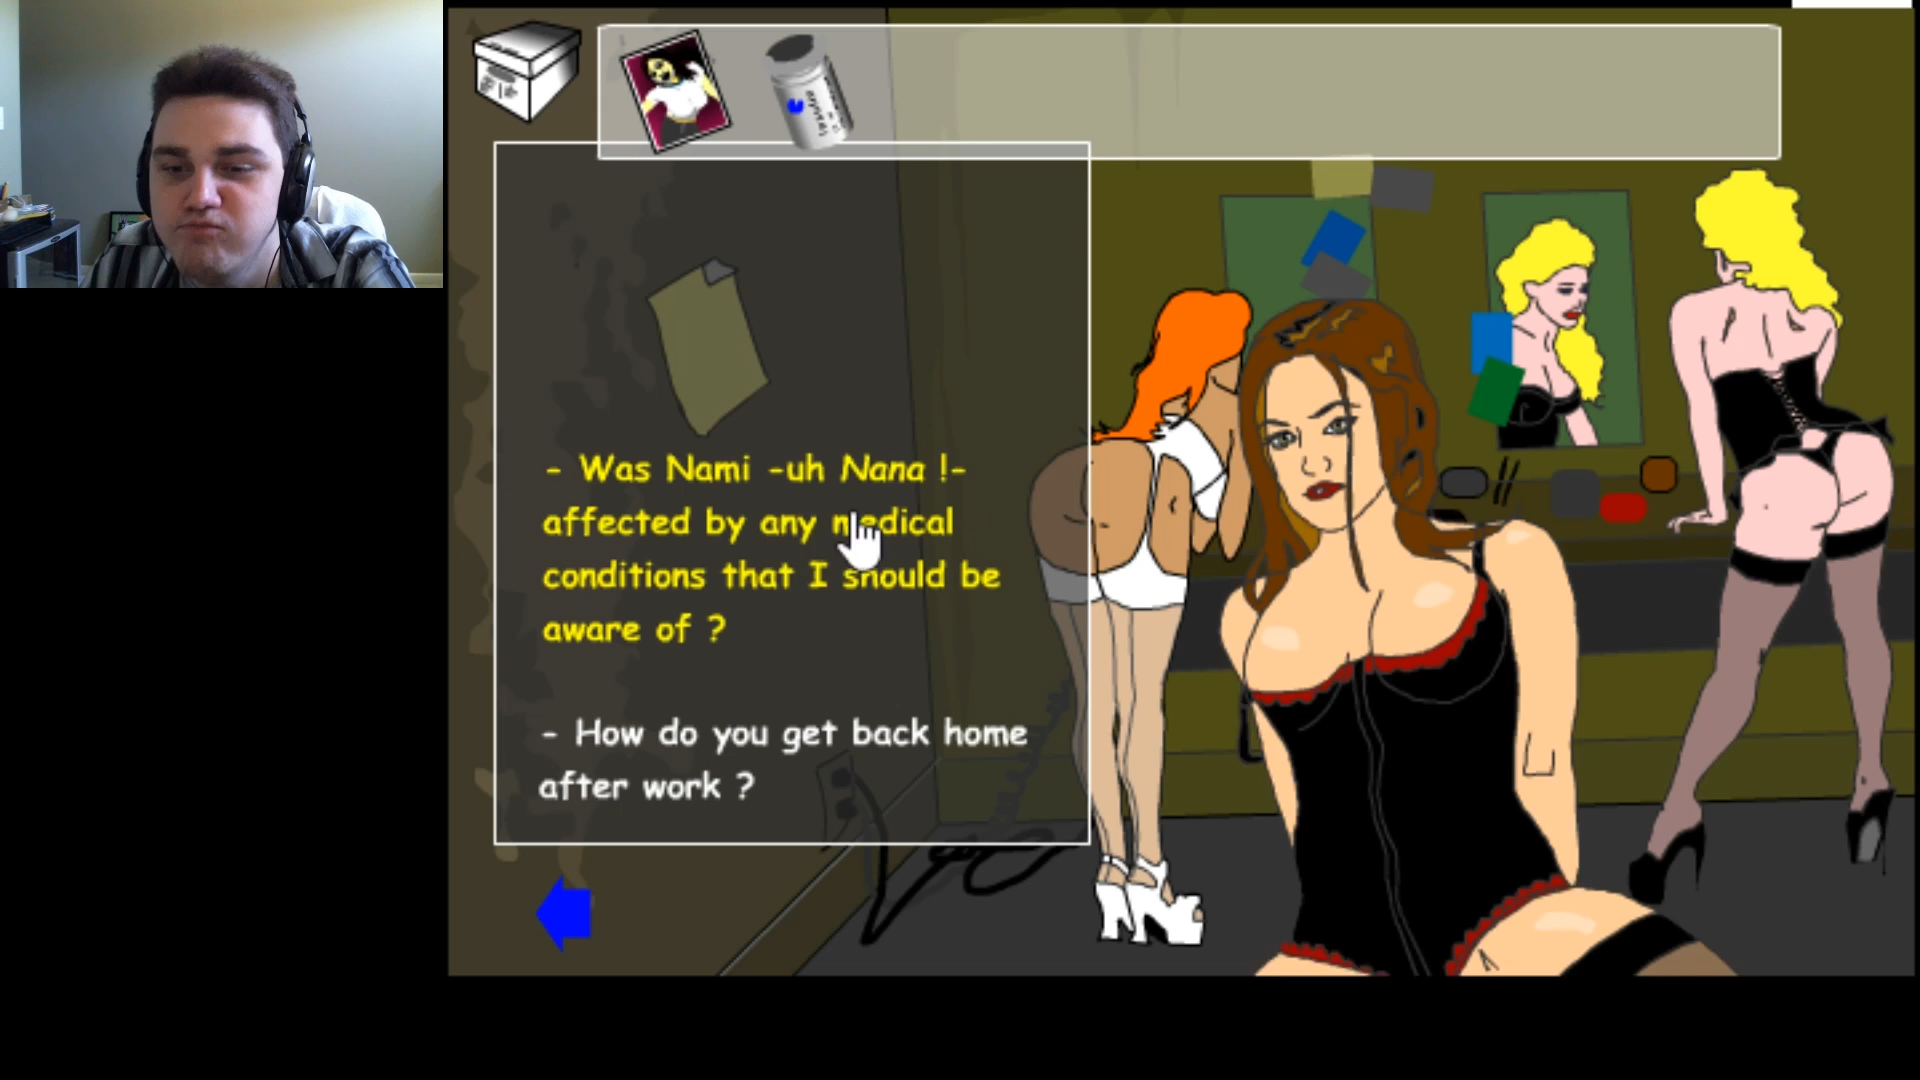 - Was Nami -uh Nana !-
affected by any medical
conditions that I should be
aware of ?
- How do you get back home
after work ?